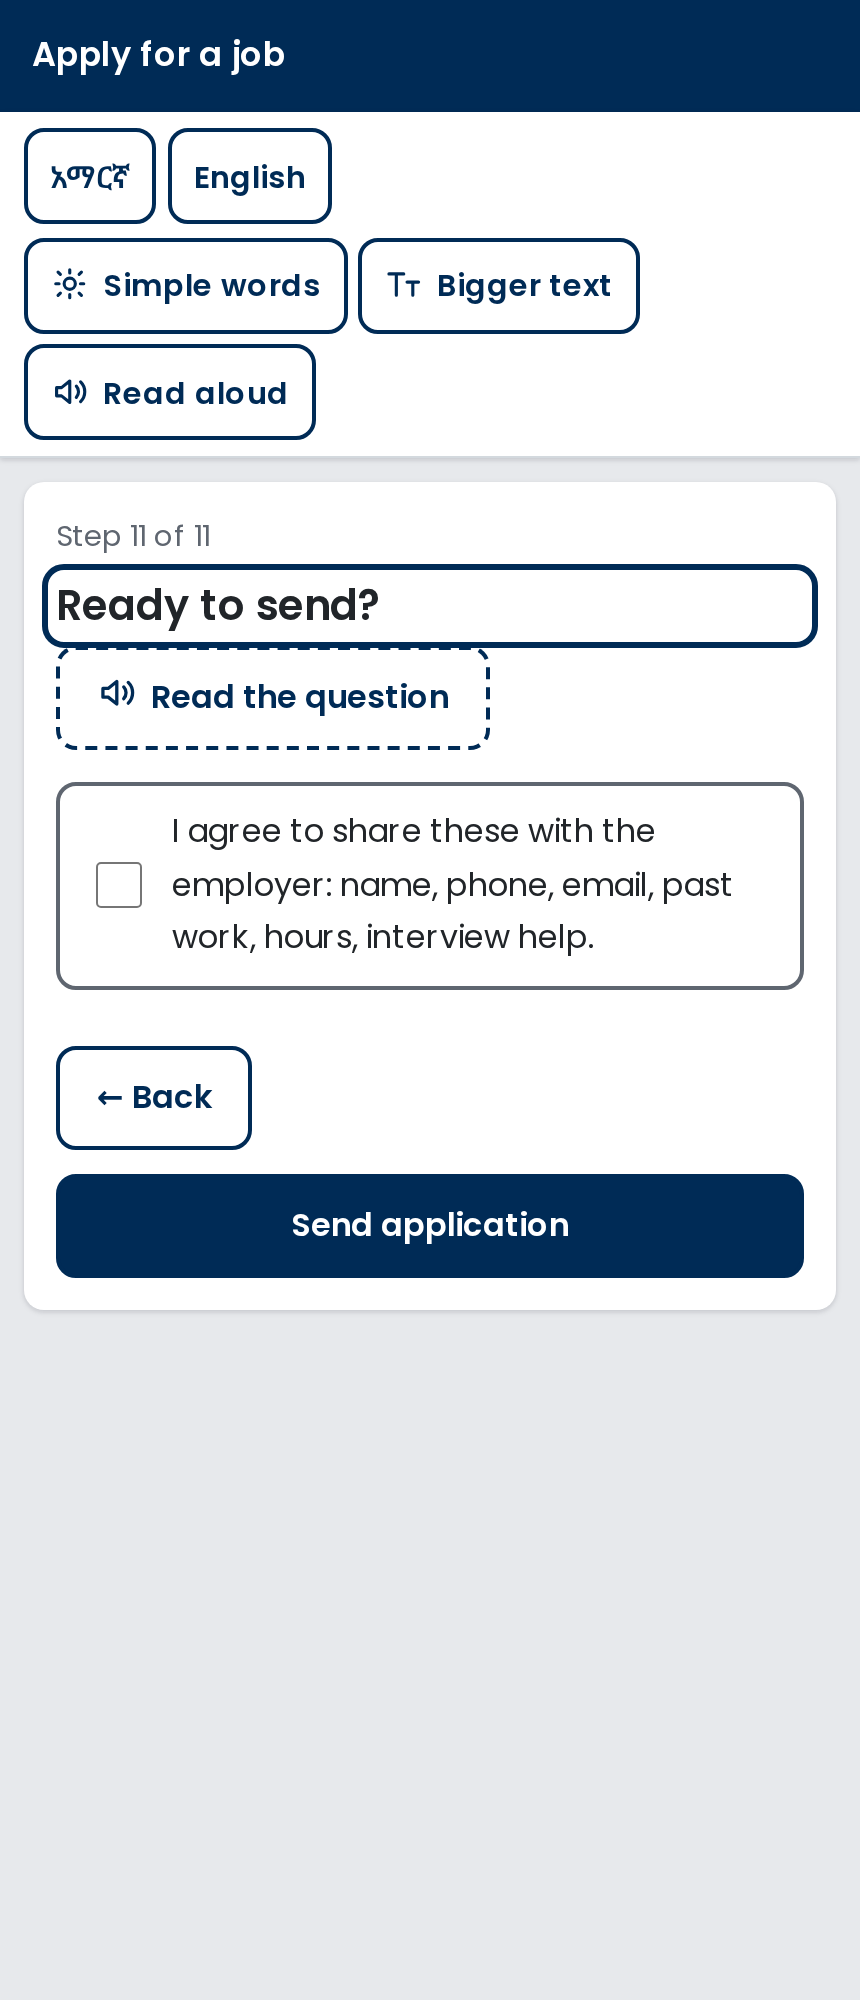 Apply for a job
አማርኛ
English
Simple words
Bigger text
Read aloud
Step 11 of 11
Ready to send?
Read the question
I agree to share these with the
employer: name, phone, email, past
work, hours, interview help.
← Back
Send application